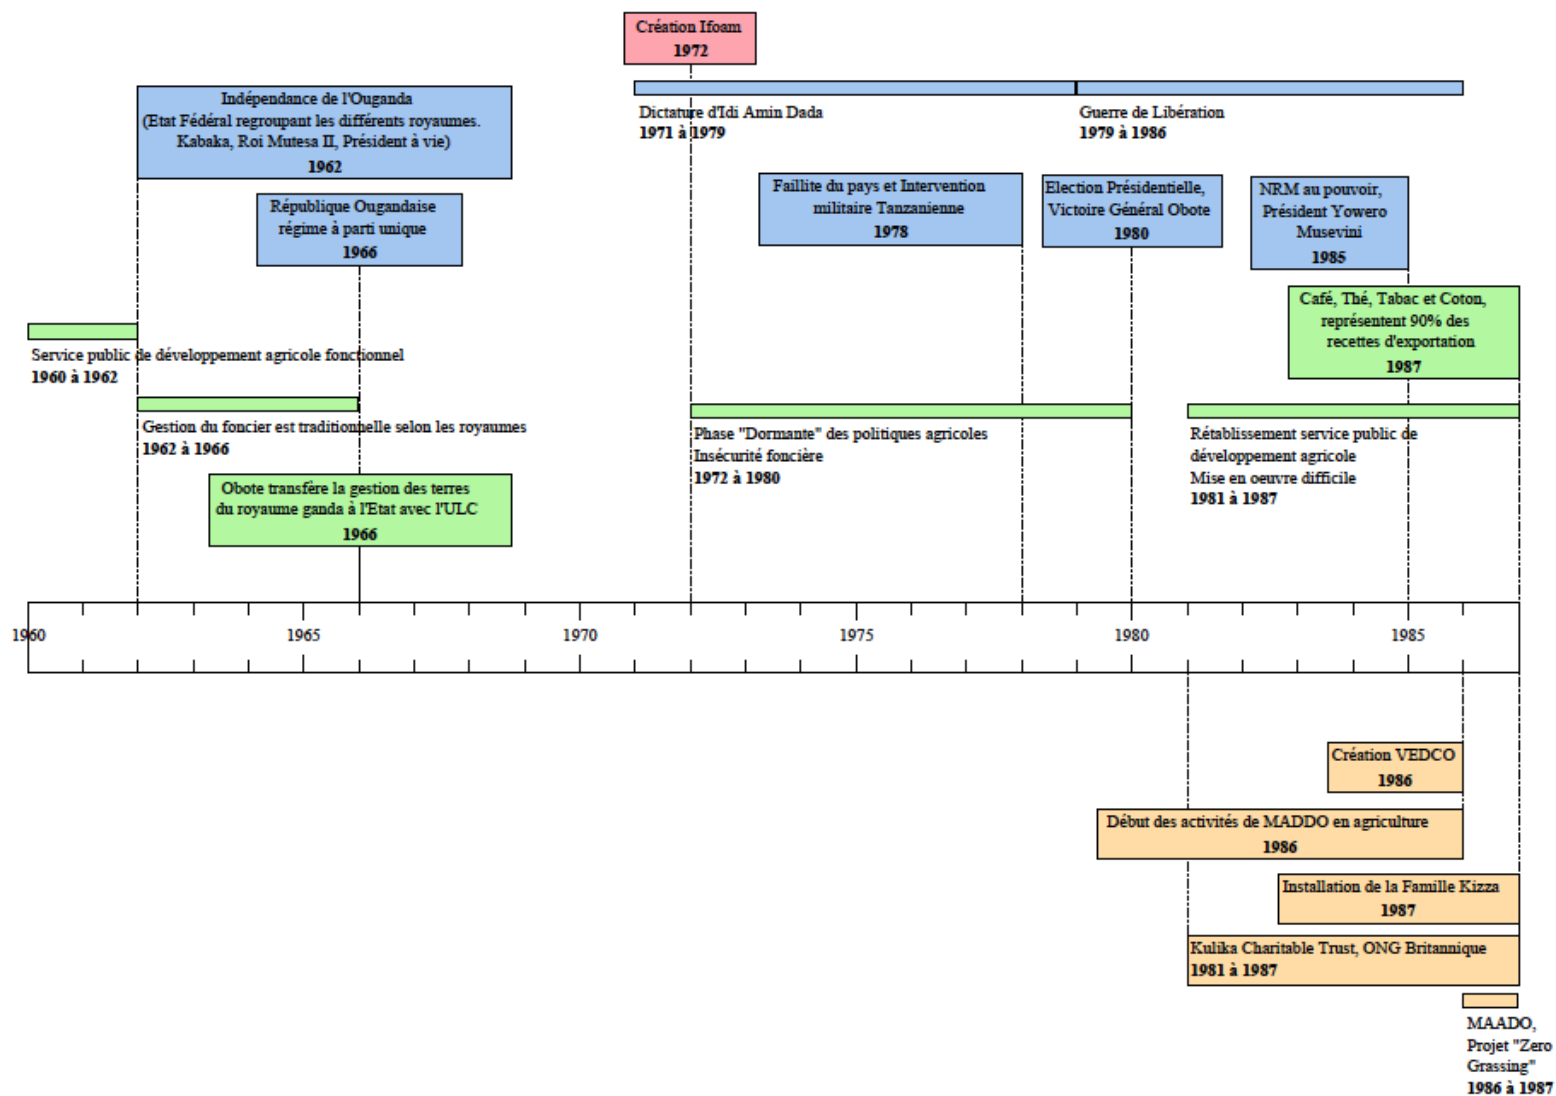 Création Ifoam
1972
Indépendance de l'Ouganda
(Etat Fédéral regroupant les différents royaumes.
Kabaka, Roi Mutesa II, Président à vie)
1962
Dictature d'Idi Amin Dada
1971 à 1979
Guerre de Libération
1979 à 1986
République Ougandaise
régime à parti unique
1966
Faillite du pays et Intervention
militaire Tanzanienne
1978
Election Présidentielle,
Victoire Général Obote
1980
NRM au pouvoir,
Président Yowero
Musevini
1985
Café, Thé, Tabac et Coton,
représentent 90% des
recettes d'exportation
1987
Service public de développement agricole fonctionnel
1960 à 1962
Gestion du foncier est traditionnelle selon les royaumes
1962 à 1966
Phase "Dormante" des politiques agricoles
Insécurité foncière
1972 à 1980
Rétablissement service public de
développement agricole
Mise en oeuvre difficile
1981 à 1987
Obote transfère la gestion des terres
du royaume ganda à l'Etat avec l'ULC
1966
1960
1965
1970
1975
1980
1985
Création VEDCO
1986
Début des activités de MADDO en agriculture
1986
Installation de la Famille Kizza
1987
Kulika Charitable Trust, ONG Britannique
1981 à 1987
MAADO,
Projet "Zero
Grassing"
1986 à 1987